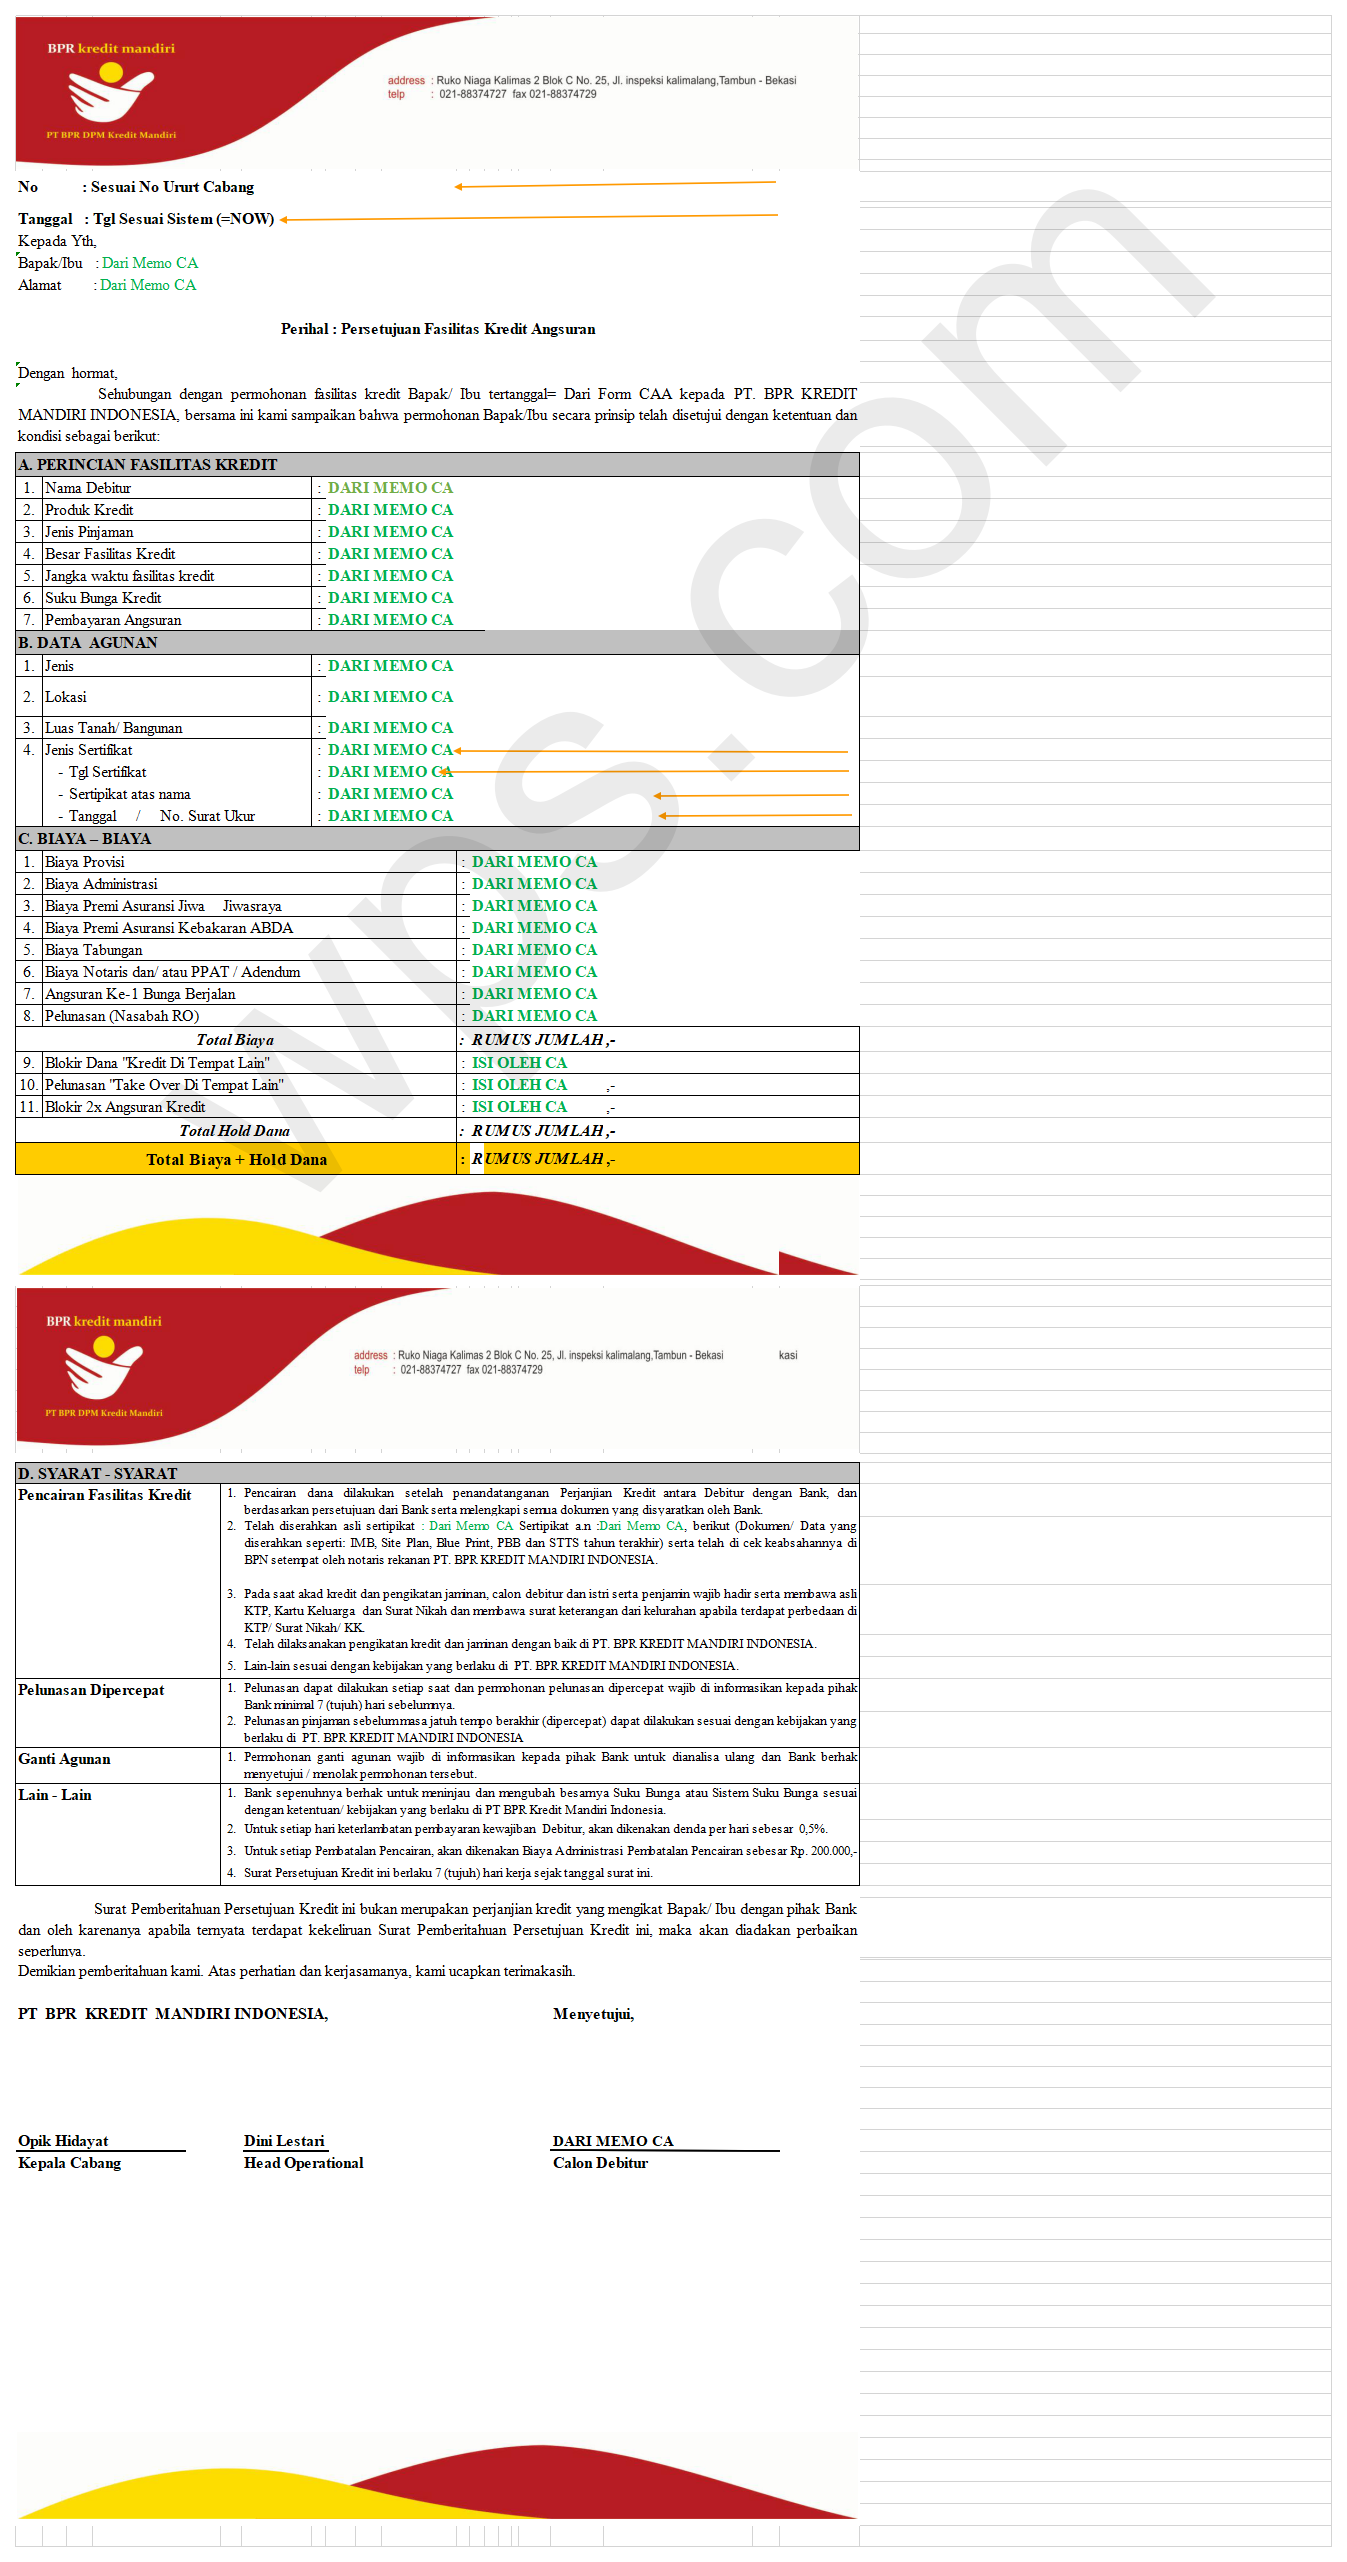 BPR kredit mandiri
PT BPR DPM Kredit Mandiri
address : Ruko Niaga Kalimas 2 Blok C No. 25, Jl. inspeksi kalimalang,Tambun - Bekasi
telp : 021-88374727 fax 021-88374729
No : Sesuai No Ururt Cabang
Tanggal : Tgl Sesuai Sistem (=NOW)
Kepada Yth,
Bapak/Ibu : Dari Memo CA
Alamat : Dari Memo CA
Perihal : Persetujuan Fasilitas Kredit Angsuran
Dengan hormat,
Sehubungan dengan permohonan fasilitas kredit Bapak/ Ibu tertanggal= Dari Form CAA kepada PT. BPR KREDIT
MANDIRI INDONESIA, bersama ini kami sampaikan bahwa permohonan Bapak/Ibu secara prinsip telah disetujui dengan ketentuan dan
kondisi sebagai berikut:
A. PERINCIAN FASILITAS KREDIT
1. Nama Debitur : DARI MEMO CA
2. Produk Kredit : DARI MEMO CA
3. Jenis Pinjaman : DARI MEMO CA
4. Besar Fasilitas Kredit : DARI MEMO CA
5. Jangka waktu fasilitas kredit : DARI MEMO CA
6. Suku Bunga Kredit : DARI MEMO CA
7. Pembayaran Angsuran : DARI MEMO CA
B. DATA AGUNAN
1. Jenis : DARI MEMO CA
2. Lokasi : DARI MEMO CA
3. Luas Tanah/ Bangunan : DARI MEMO CA
4. Jenis Sertifikat : DARI MEMO CA
- Tgl Sertifikat : DARI MEMO CA
- Sertipikat atas nama : DARI MEMO CA
- Tanggal / No. Surat Ukur : DARI MEMO CA
C. BIAYA – BIAYA
1. Biaya Provisi : DARI MEMO CA
2. Biaya Administrasi : DARI MEMO CA
3. Biaya Premi Asuransi Jiwa Jiwasraya : DARI MEMO CA
4. Biaya Premi Asuransi Kebakaran ABDA : DARI MEMO CA
5. Biaya Tabungan : DARI MEMO CA
6. Biaya Notaris dan/ atau PPAT / Adendum : DARI MEMO CA
7. Angsuran Ke-1 Bunga Berjalan : DARI MEMO CA
8. Pelunasan (Nasabah RO) : DARI MEMO CA
Total Biaya : RUMUS JUMLAH ,-
9. Blokir Dana "Kredit Di Tempat Lain" : ISI OLEH CA
10. Pelunasan "Take Over Di Tempat Lain" : ISI OLEH CA ,-
11. Blokir 2x Angsuran Kredit : ISI OLEH CA ,-
Total Hold Dana : RUMUS JUMLAH ,-
Total Biaya + Hold Dana : RUMUS JUMLAH ,-
wps.com
BPR kredit mandiri
PT BPR DPM Kredit Mandiri
address : Ruko Niaga Kalimas 2 Blok C No. 25, Jl. inspeksi kalimalang,Tambun - Bekasi kasi
telp : 021-88374727 fax 021-88374729
D. SYARAT - SYARAT
Pencairan Fasilitas Kredit
1. Pencairan dana dilakukan setelah penandatanganan Perjanjian Kredit antara Debitur dengan Bank, dan
berdasarkan persetujuan dari Bank serta melengkapi semua dokumen yang disyaratkan oleh Bank.
2. Telah diserahkan asli sertipikat : Dari Memo CA Sertipikat a.n :Dari Memo CA, berikut (Dokumen/ Data yang
diserahkan seperti: IMB, Site Plan, Blue Print, PBB dan STTS tahun terakhir) serta telah di cek keabsahannya di
BPN setempat oleh notaris rekanan PT. BPR KREDIT MANDIRI INDONESIA.
3. Pada saat akad kredit dan pengikatan jaminan, calon debitur dan istri serta penjamin wajib hadir serta membawa asli
KTP, Kartu Keluarga dan Surat Nikah dan membawa surat keterangan dari kelurahan apabila terdapat perbedaan di
KTP/ Surat Nikah/ KK.
4. Telah dilaksanakan pengikatan kredit dan jaminan dengan baik di PT. BPR KREDIT MANDIRI INDONESIA.
5. Lain-lain sesuai dengan kebijakan yang berlaku di PT. BPR KREDIT MANDIRI INDONESIA.
Pelunasan Dipercepat
1. Pelunasan dapat dilakukan setiap saat dan permohonan pelunasan dipercepat wajib di informasikan kepada pihak
Bank minimal 7 (tujuh) hari sebelumnya.
2. Pelunasan pinjaman sebelum masa jatuh tempo berakhir (dipercepat) dapat dilakukan sesuai dengan kebijakan yang
berlaku di PT. BPR KREDIT MANDIRI INDONESIA
Ganti Agunan
1. Permohonan ganti agunan wajib di informasikan kepada pihak Bank untuk dianalisa ulang dan Bank berhak
menyetujui / menolak permohonan tersebut.
Lain - Lain
1. Bank sepenuhnya berhak untuk meninjau dan mengubah besarnya Suku Bunga atau Sistem Suku Bunga sesuai
dengan ketentuan/ kebijakan yang berlaku di PT BPR Kredit Mandiri Indonesia.
2. Untuk setiap hari keterlambatan pembayaran kewajiban Debitur, akan dikenakan denda per hari sebesar 0,5%.
3. Untuk setiap Pembatalan Pencairan, akan dikenakan Biaya Administrasi Pembatalan Pencairan sebesar Rp. 200.000,-
4. Surat Persetujuan Kredit ini berlaku 7 (tujuh) hari kerja sejak tanggal surat ini.
Surat Pemberitahuan Persetujuan Kredit ini bukan merupakan perjanjian kredit yang mengikat Bapak/ Ibu dengan pihak Bank
dan oleh karenanya apabila ternyata terdapat kekeliruan Surat Pemberitahuan Persetujuan Kredit ini, maka akan diadakan perbaikan
seperlunya.
Demikian pemberitahuan kami. Atas perhatian dan kerjasamanya, kami ucapkan terimakasih.
PT BPR KREDIT MANDIRI INDONESIA, Menyetujui,
Opik Hidayat Dini Lestari DARI MEMO CA
Kepala Cabang Head Operational Calon Debitur